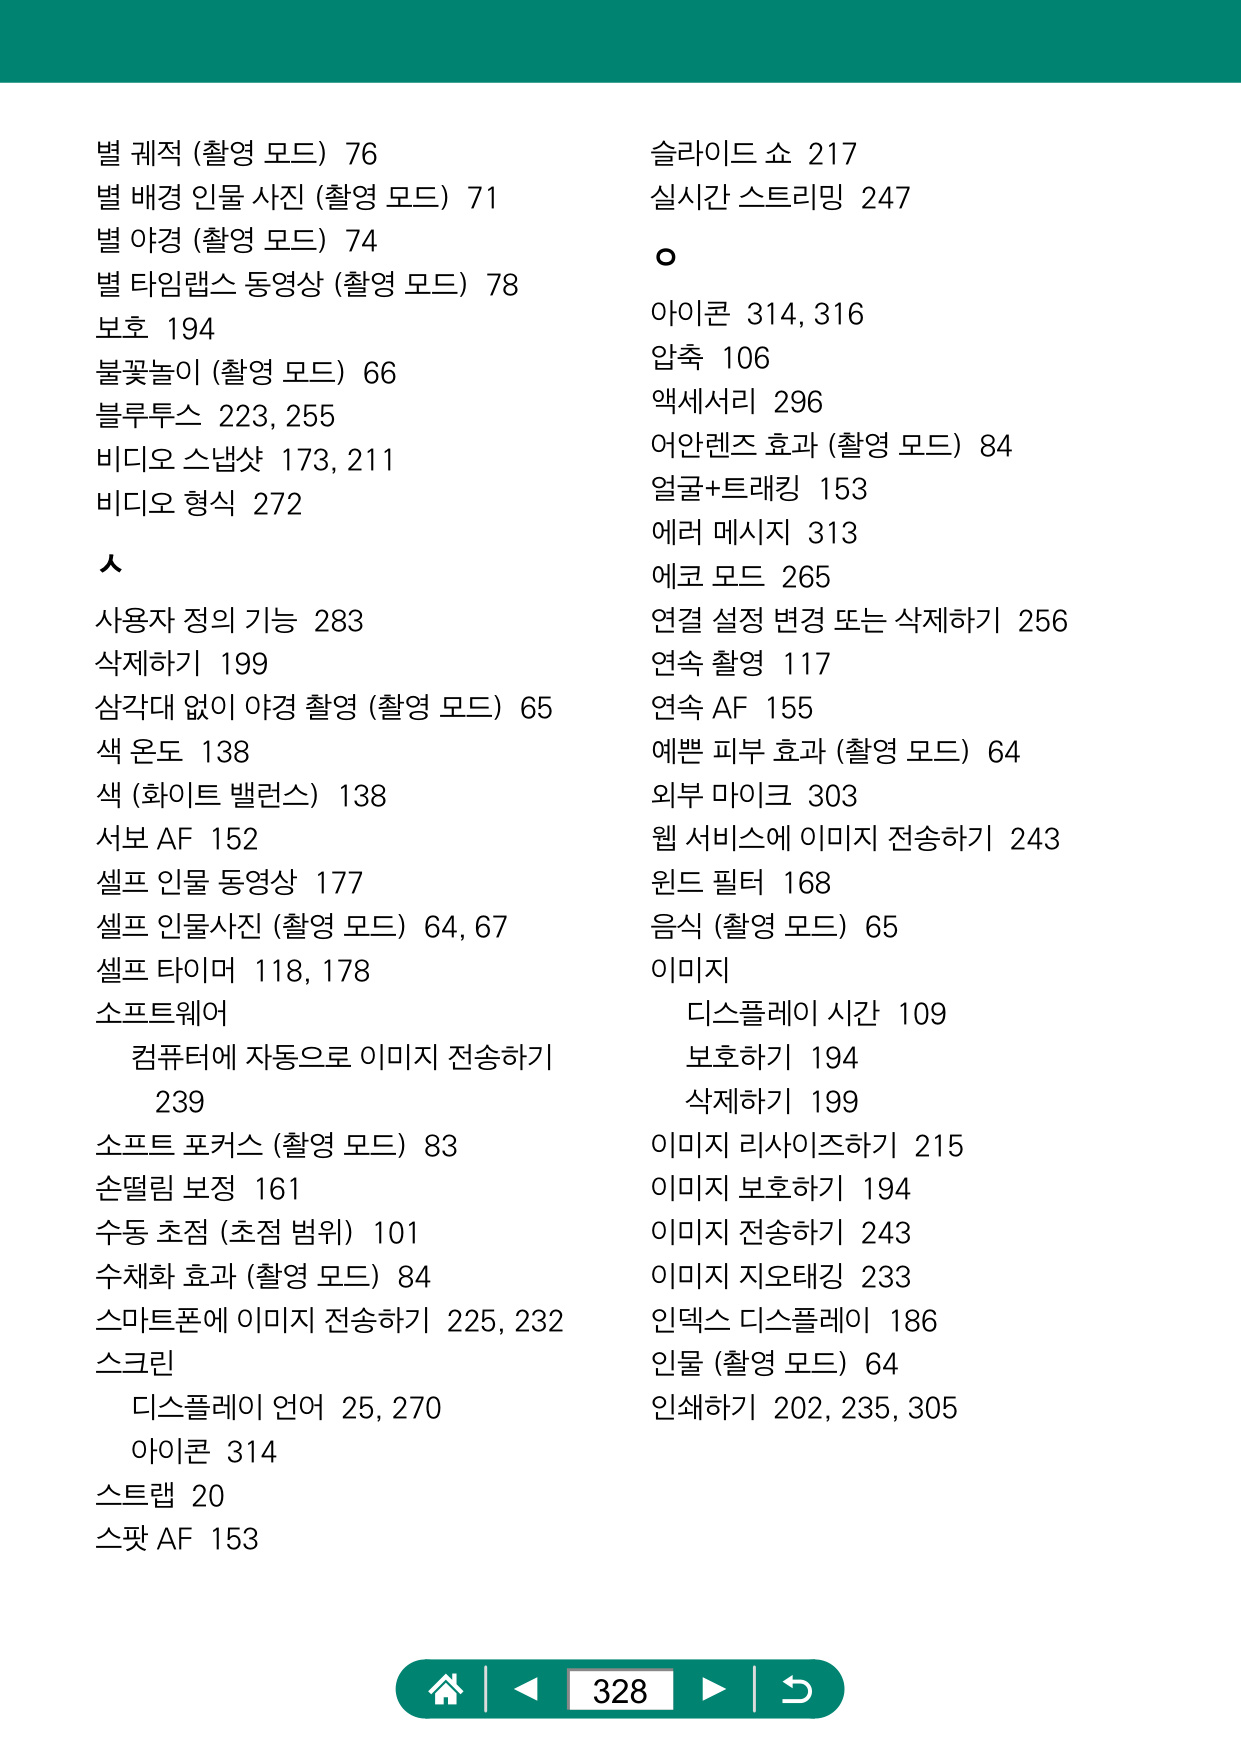 별 궤적 (촬영 모드) 76
별 배경 인물 사진 (촬영 모드) 71
별 야경 (촬영 모드) 74
별 타임랩스 동영상 (촬영 모드) 78
보호 194
불꽃놀이 (촬영 모드) 66
블루투스 223, 255
비디오 스냅샷 173, 211
비디오 형식 272
ㅅ
사용자 정의 기능 283
삭제하기 199
삼각대 없이 야경 촬영 (촬영 모드) 65
색 온도 138
색 (화이트 밸런스) 138
서보 AF 152
셀프 인물 동영상 177
셀프 인물사진 (촬영 모드) 64, 67
셀프 타이머 118, 178
소프트웨어
컴퓨터에 자동으로 이미지 전송하기
239
소프트 포커스 (촬영 모드) 83
손떨림 보정 161
수동 초점 (초점 범위) 101
수채화 효과 (촬영 모드) 84
스마트폰에 이미지 전송하기 225, 232
스크린
디스플레이 언어 25, 270
아이콘 314
스트랩 20
스팟 AF 153
슬라이드 쇼 217
실시간 스트리밍 247
ㅇ
아이콘 314, 316
압축 106
액세서리 296
어안렌즈 효과 (촬영 모드) 84
얼굴+트래킹 153
에러 메시지 313
에코 모드 265
연결 설정 변경 또는 삭제하기 256
연속 촬영 117
연속 AF 155
예쁜 피부 효과 (촬영 모드) 64
외부 마이크 303
웹 서비스에 이미지 전송하기 243
윈드 필터 168
음식 (촬영 모드) 65
이미지
디스플레이 시간 109
보호하기 194
삭제하기 199
이미지 리사이즈하기 215
이미지 보호하기 194
이미지 전송하기 243
이미지 지오태깅 233
인덱스 디스플레이 186
인물 (촬영 모드) 64
인쇄하기 202, 235, 305
328